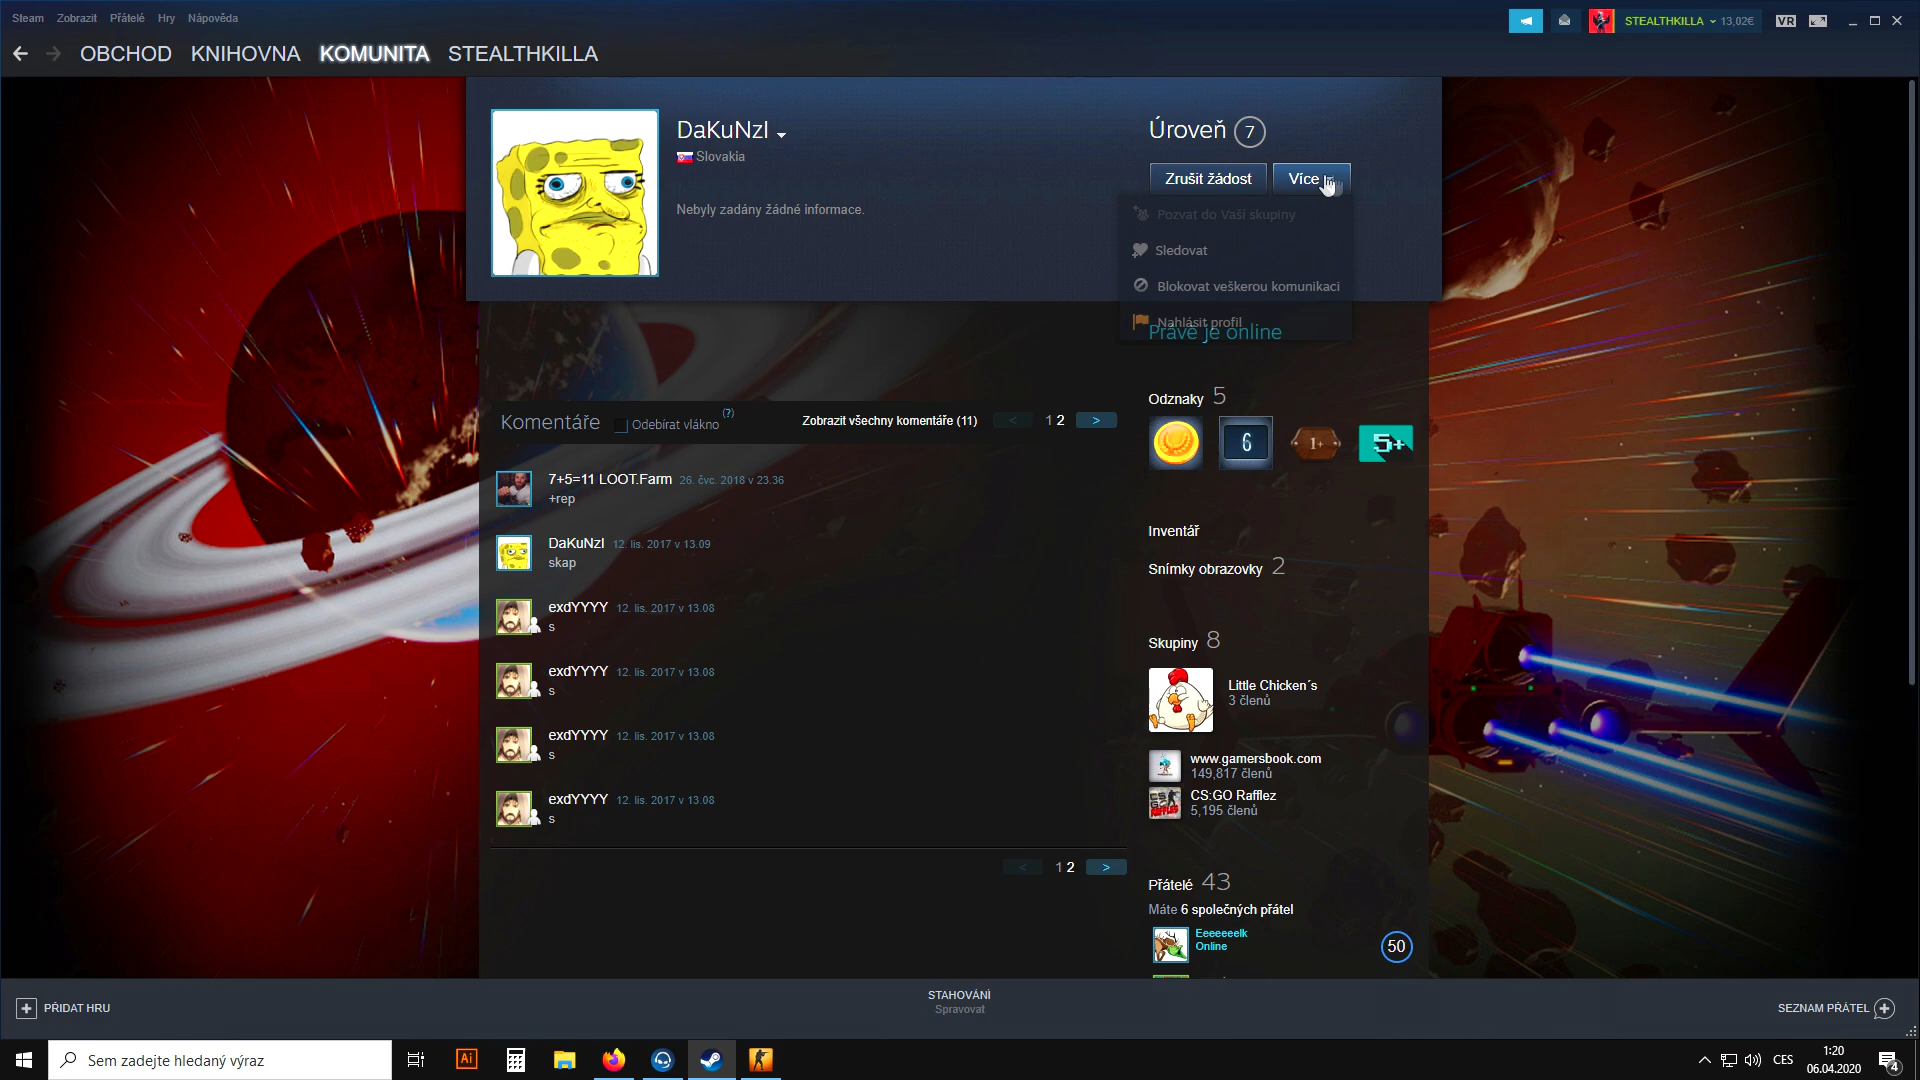 Steam Zobrazit Přátelé Hry Nápověda
STEALTHKILLA 13,02€ VR
OBCHOD KNIHOVNA KOMUNITA STEALTHKILLA
DaKuNzl
Slovakia
Nebyly zadány žádné informace.
Úroveň 7
Zrušit žádost Více
Pozvat do Vaší skupiny
Sledovat
Blokovat veškerou komunikaci
Nahlásit profil
Právě je online
Komentáře Odebírat vlákno (?) Zobrazit všechny komentáře (11) < 1 2 >
7+5=11 LOOT.Farm 26. čvc. 2018 v 23.36
+rep
DaKuNzl 12. lis. 2017 v 13.09
skap
exdYYYY 12. lis. 2017 v 13.08
s
exdYYYY 12. lis. 2017 v 13.08
s
exdYYYY 12. lis. 2017 v 13.08
s
exdYYYY 12. lis. 2017 v 13.08
s
< 1 2 >
Odznaky 5
6 1+ 5+
Inventář
Snímky obrazovky 2
Skupiny 8
Little Chicken´s
3 členů
www.gamersbook.com
149,817 členů
CS:GO Rafflez
5,195 členů
Přátelé 43
Máte 6 společných přátel
Eeeeeeelk
Online
50
PŘIDAT HRU
STAHOVÁNÍ
Spravovat
SEZNAM PŘÁTEL
Sem zadejte hledaný výraz
Ai
CES
1:20
06.04.2020
4